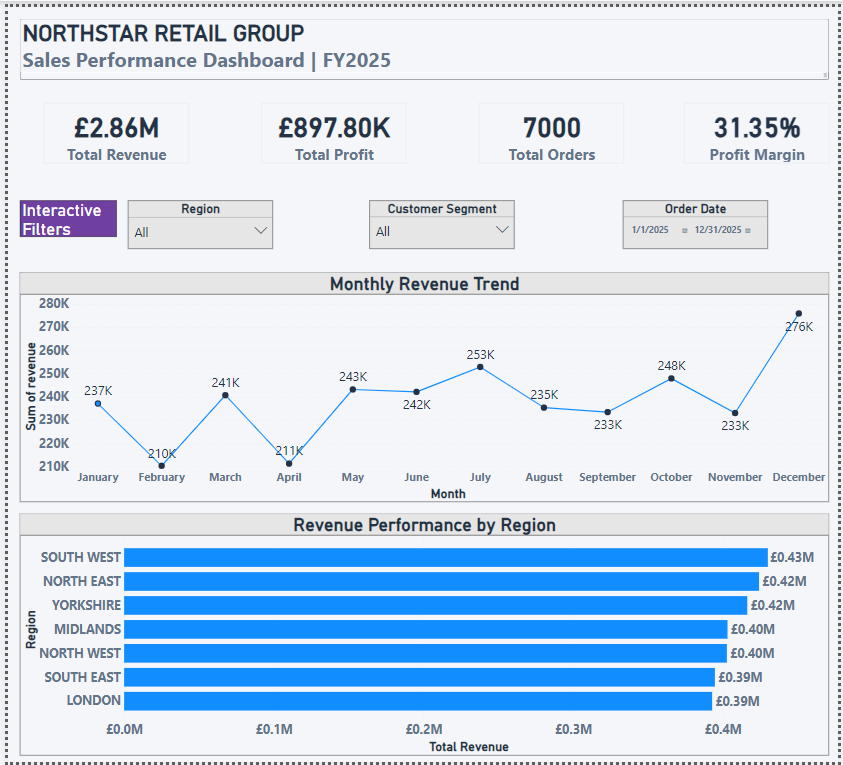 NORTHSTAR RETAIL GROUP
Sales Performance Dashboard | FY2025
£2.86M
Total Revenue
£897.80K
Total Profit
7000
Total Orders
31.35%
Profit Margin
Interactive
Filters
Region
All
Customer Segment
All
Order Date
1/1/2025 12/31/2025
Monthly Revenue Trend
Sum of revenue
280K
270K
260K
250K
240K
230K
220K
210K
237K
210K
241K
211K
243K
242K
253K
235K
233K
248K
233K
276K
January February March April May June July August September October November December
Month
Revenue Performance by Region
Region
SOUTH WEST £0.43M
NORTH EAST £0.42M
YORKSHIRE £0.42M
MIDLANDS £0.40M
NORTH WEST £0.40M
SOUTH EAST £0.39M
LONDON £0.39M
£0.0M £0.1M £0.2M £0.3M £0.4M
Total Revenue